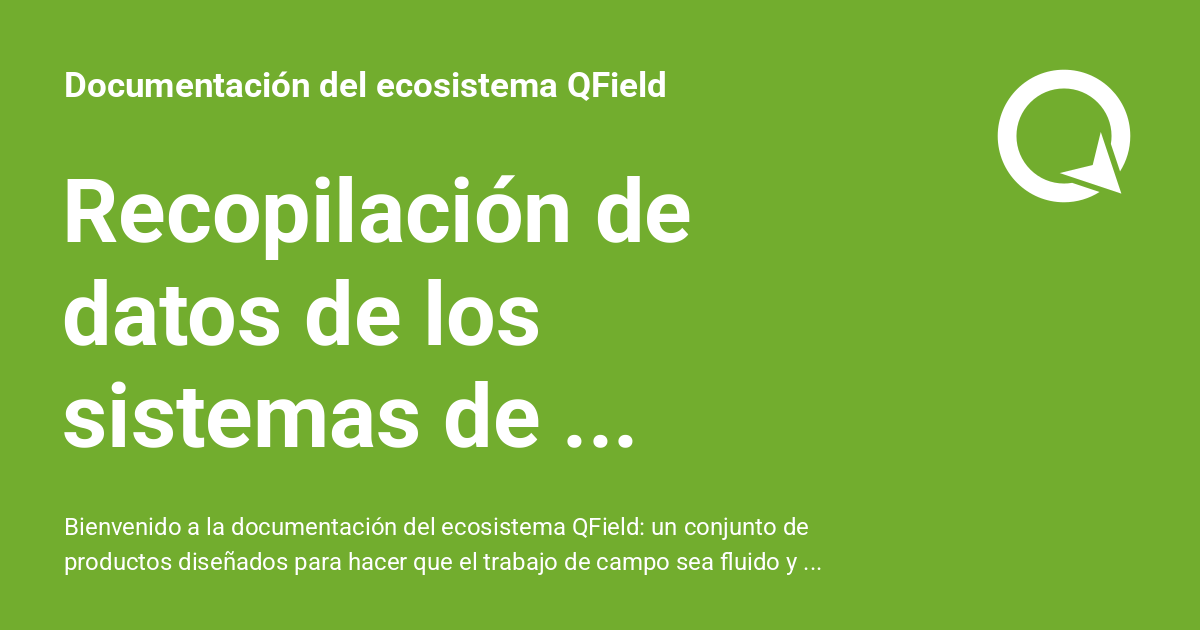 Documentación del ecosistema QField
Recopilación de
datos de los
sistemas de ...
Bienvenido a la documentación del ecosistema QField: un conjunto de
productos diseñados para hacer que el trabajo de campo sea fluido y ...